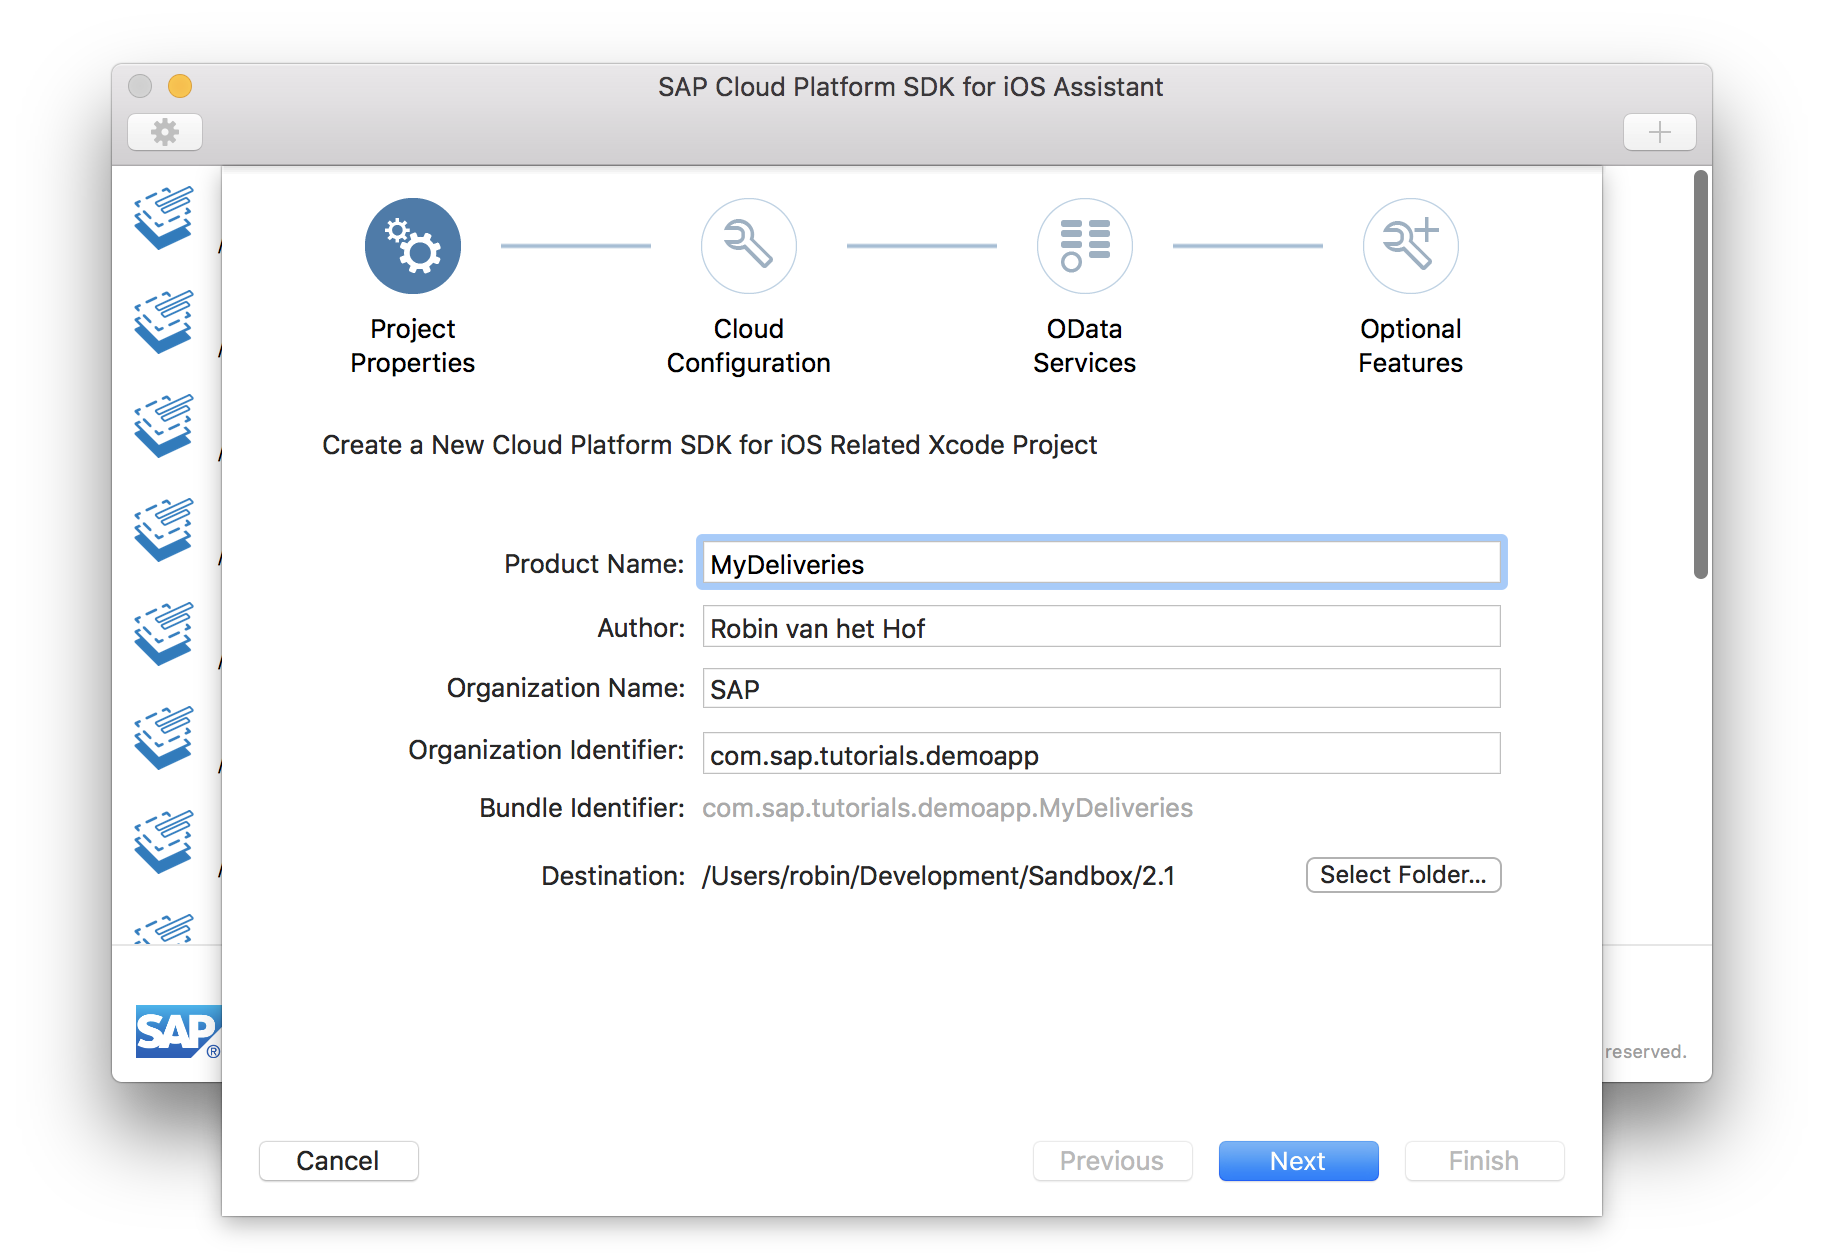 SAP Cloud Platform SDK for iOS Assistant
Project
Properties
Cloud
Configuration
OData
Services
Optional
Features
Create a New Cloud Platform SDK for iOS Related Xcode Project
Product Name: MyDeliveries
Author: Robin van het Hof
Organization Name: SAP
Organization Identifier: com.sap.tutorials.demoapp
Bundle Identifier: com.sap.tutorials.demoapp.MyDeliveries
Destination: /Users/robin/Development/Sandbox/2.1 Select Folder...
SAP ®
reserved.
Cancel Previous Next Finish